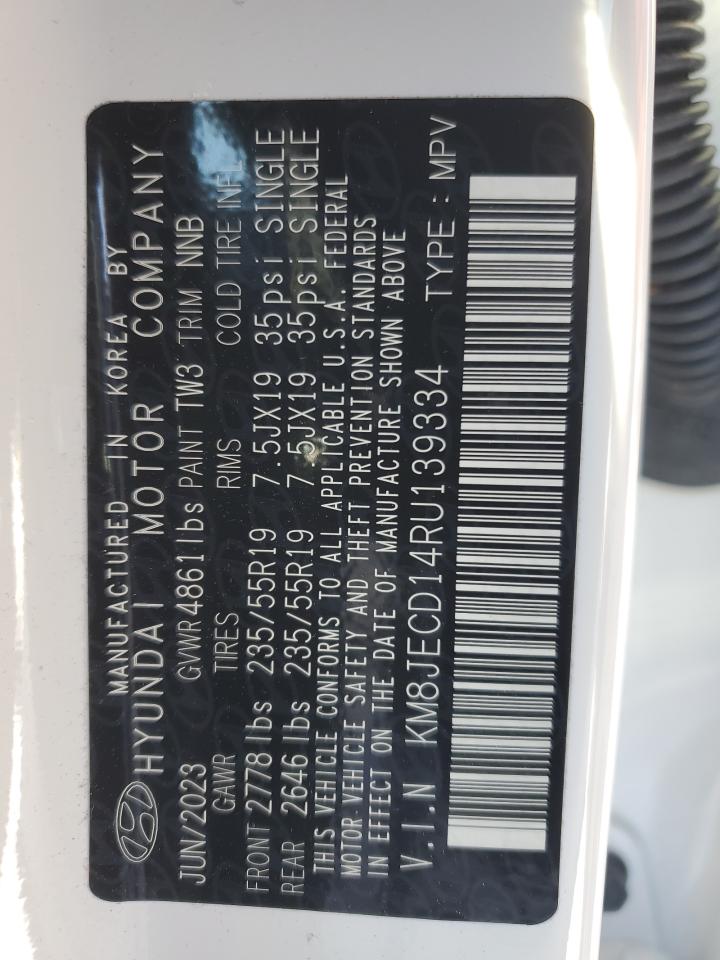 MANUFACTURED IN KOREA BY
HYUNDAI MOTOR COMPANY
JUN/2023 GVWR4861lbs PAINT TW3 TRIM NNB
GAWR TIRES RIMS COLD TIRE INFL
FRONT 2778lbs 235/55R19 7.5JX19 35psi SINGLE
REAR 2646lbs 235/55R19 7.5JX19 35psi SINGLE
THIS VEHICLE CONFORMS TO ALL APPLICABLE U.S.A. FEDERAL
MOTOR VEHICLE SAFETY AND THEFT PREVENTION STANDARDS
IN EFFECT ON THE DATE OF MANUFACTURE SHOWN ABOVE
V.I.N KM8JECD14RU139334 TYPE: MPV